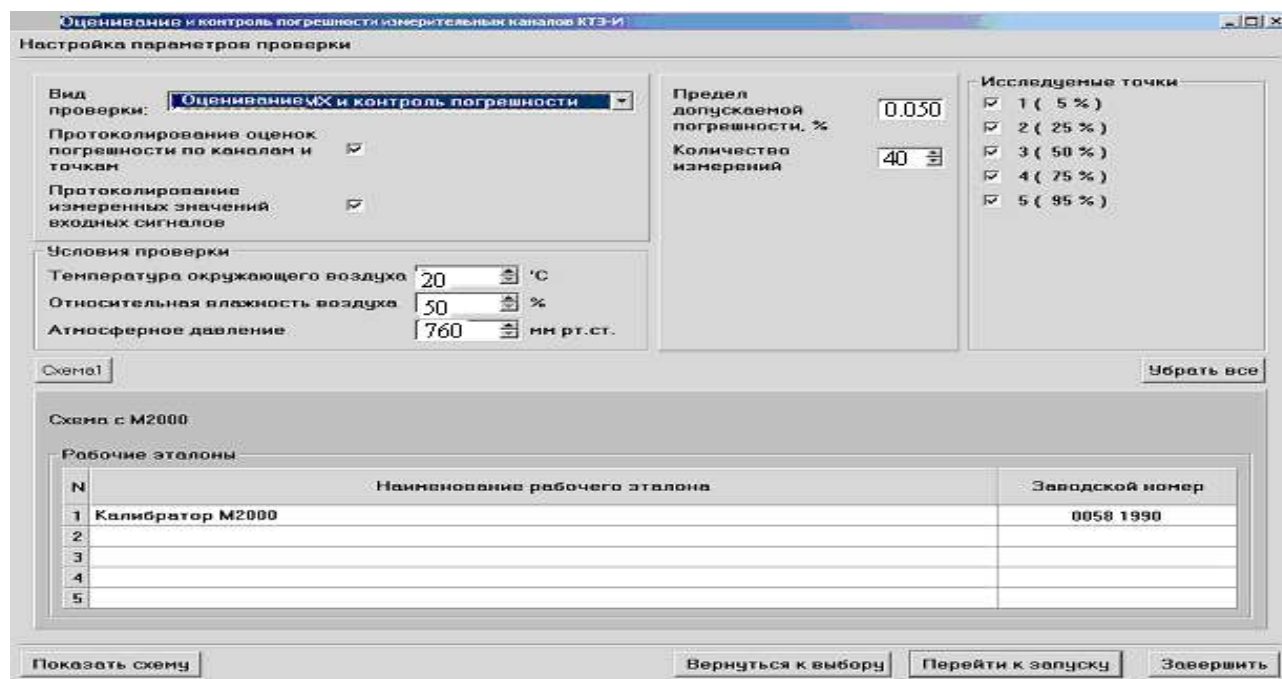 Оценивание и контроль погрешности измерительных каналов КТЭ-И
Настройка параметров проверки
Вид
проверки:
Оценивание МХ и контроль погрешности
Протоколирование оценок
погрешности по каналам и
точкам
Протоколирование
измеренных значений
входных сигналов
Предел
допускаемой
погрешности, %
0.050
Количество
измерений
40
Исследуемые точки
1 ( 5 % )
2 ( 25 % )
3 ( 50 % )
4 ( 75 % )
5 ( 95 % )
Условия проверки
Температура окружающего воздуха 20 'C
Относительная влажность воздуха 50 %
Атмосферное давление 760 мм рт.ст.
Схема1
Убрать все
Схема с М2000
Рабочие эталоны
N Наименование рабочего эталона Заводской номер
1 Калибратор М2000 0058 1990
2
3
4
5
Показать схему Вернуться к выбору Перейти к запуску Завершить